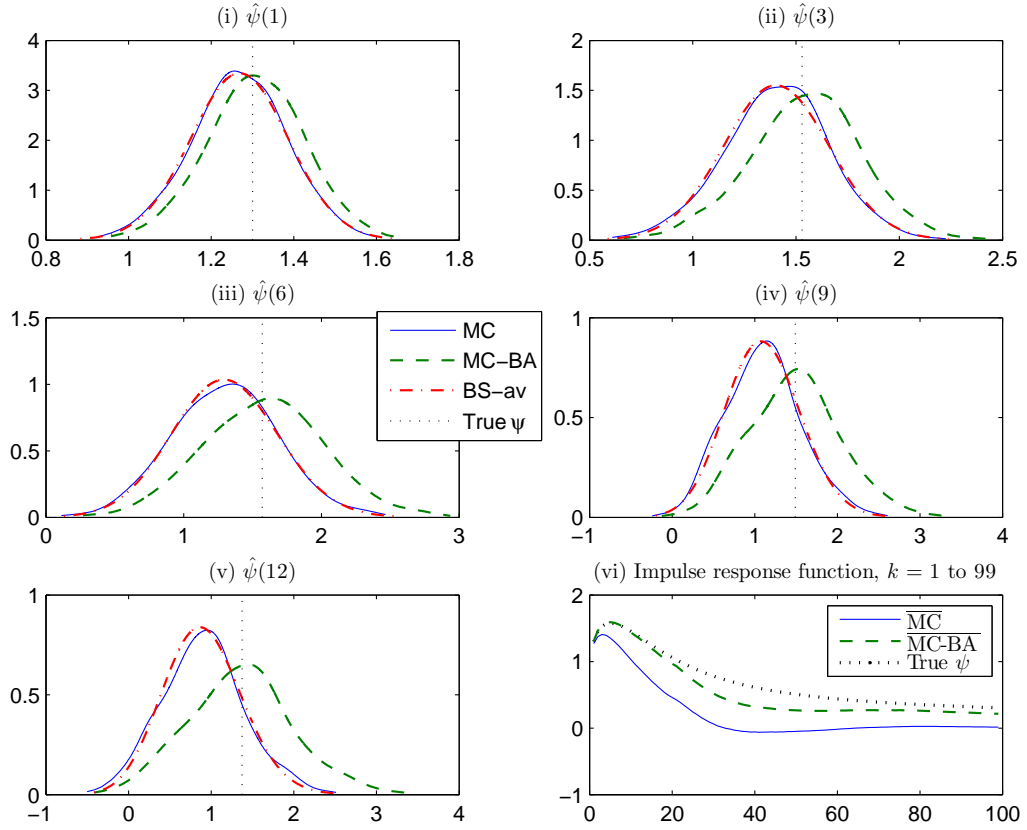 (i) ψ̂(1)
4
3
2
1
0
0.8 1 1.2 1.4 1.6 1.8
(ii) ψ̂(3)
2
1.5
1
0.5
0
0.5 1 1.5 2 2.5
(iii) ψ̂(6)
1.5
1
0.5
0
0 1 2 3
MC
MC−BA
BS−av
True ψ
(iv) ψ̂(9)
1
0.5
0
−1 0 1 2 3 4
(v) ψ̂(12)
1
0.5
0
−1 0 1 2 3 4
(vi) Impulse response function, k = 1 to 99
2
1
0
−1
0 20 40 60 80 100
M̅C̅
M̅C̅-̅B̅A̅
True ψ